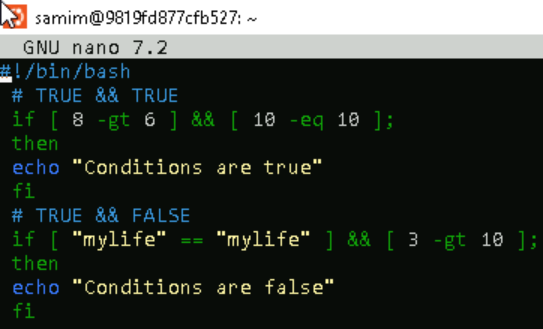 samim@9819fd877cfb527: ~
GNU nano 7.2
#!/bin/bash
# TRUE && TRUE
if [ 8 -gt 6 ] && [ 10 -eq 10 ];
then
echo "Conditions are true"
fi
# TRUE && FALSE
if [ "mylife" == "mylife" ] && [ 3 -gt 10 ];
then
echo "Conditions are false"
fi